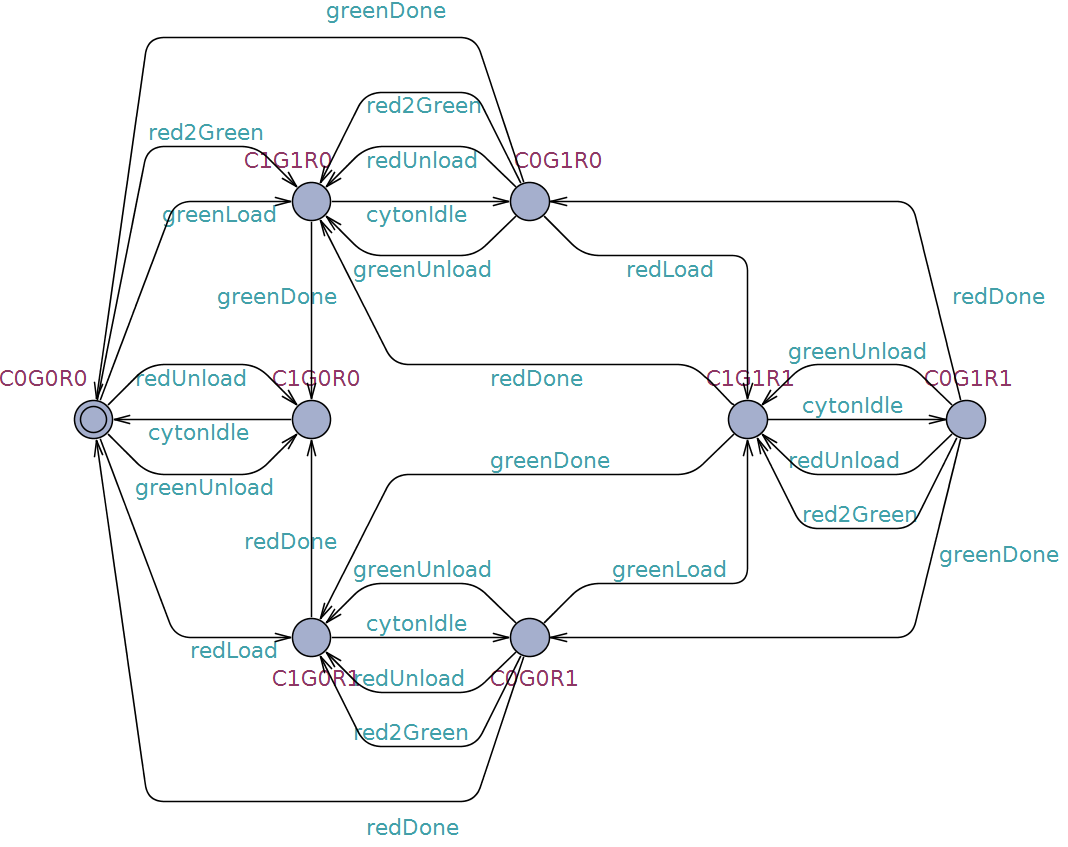 greenDone
red2Green
red2Green
C1G1R0
redUnload
C0G1R0
greenLoad
cytonIdle
greenUnload
redLoad
greenDone
redDone
greenUnload
C0G0R0
redUnload
C1G0R0
redDone
C1G1R1
C0G1R1
cytonIdle
cytonIdle
greenUnload
greenDone
redUnload
red2Green
redDone
greenDone
greenUnload
greenLoad
cytonIdle
redLoad
C1G0R1
redUnload
C0G0R1
red2Green
redDone